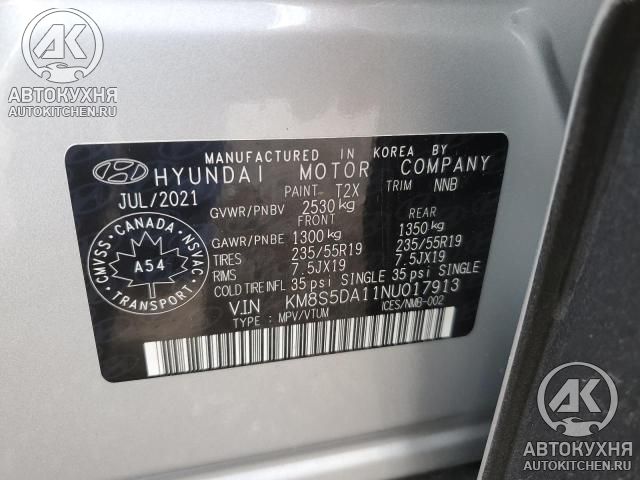 АК
АВТОКУХНЯ
AUTOKITCHEN.RU
MANUFACTURED IN KOREA BY
HYUNDAI MOTOR COMPANY
JUL/2021 PAINT T2X TRIM NNB
GVWR/PNBV 2530 kg
FRONT REAR
GAWR/PNBE 1300 kg 1350 kg
TIRES 235/55R19 235/55R19
RIMS 7.5JX19 7.5JX19
COLD TIRE INFL 35 psi SINGLE 35 psi SINGLE
V.I.N KM8S5DA11NU017913
TYPE : MPV/VTUM ICES/NMB-002
CMVSS · CANADA · NSVAC
A54
TRANSPORT
АК
АВТОКУХНЯ
AUTOKITCHEN.RU